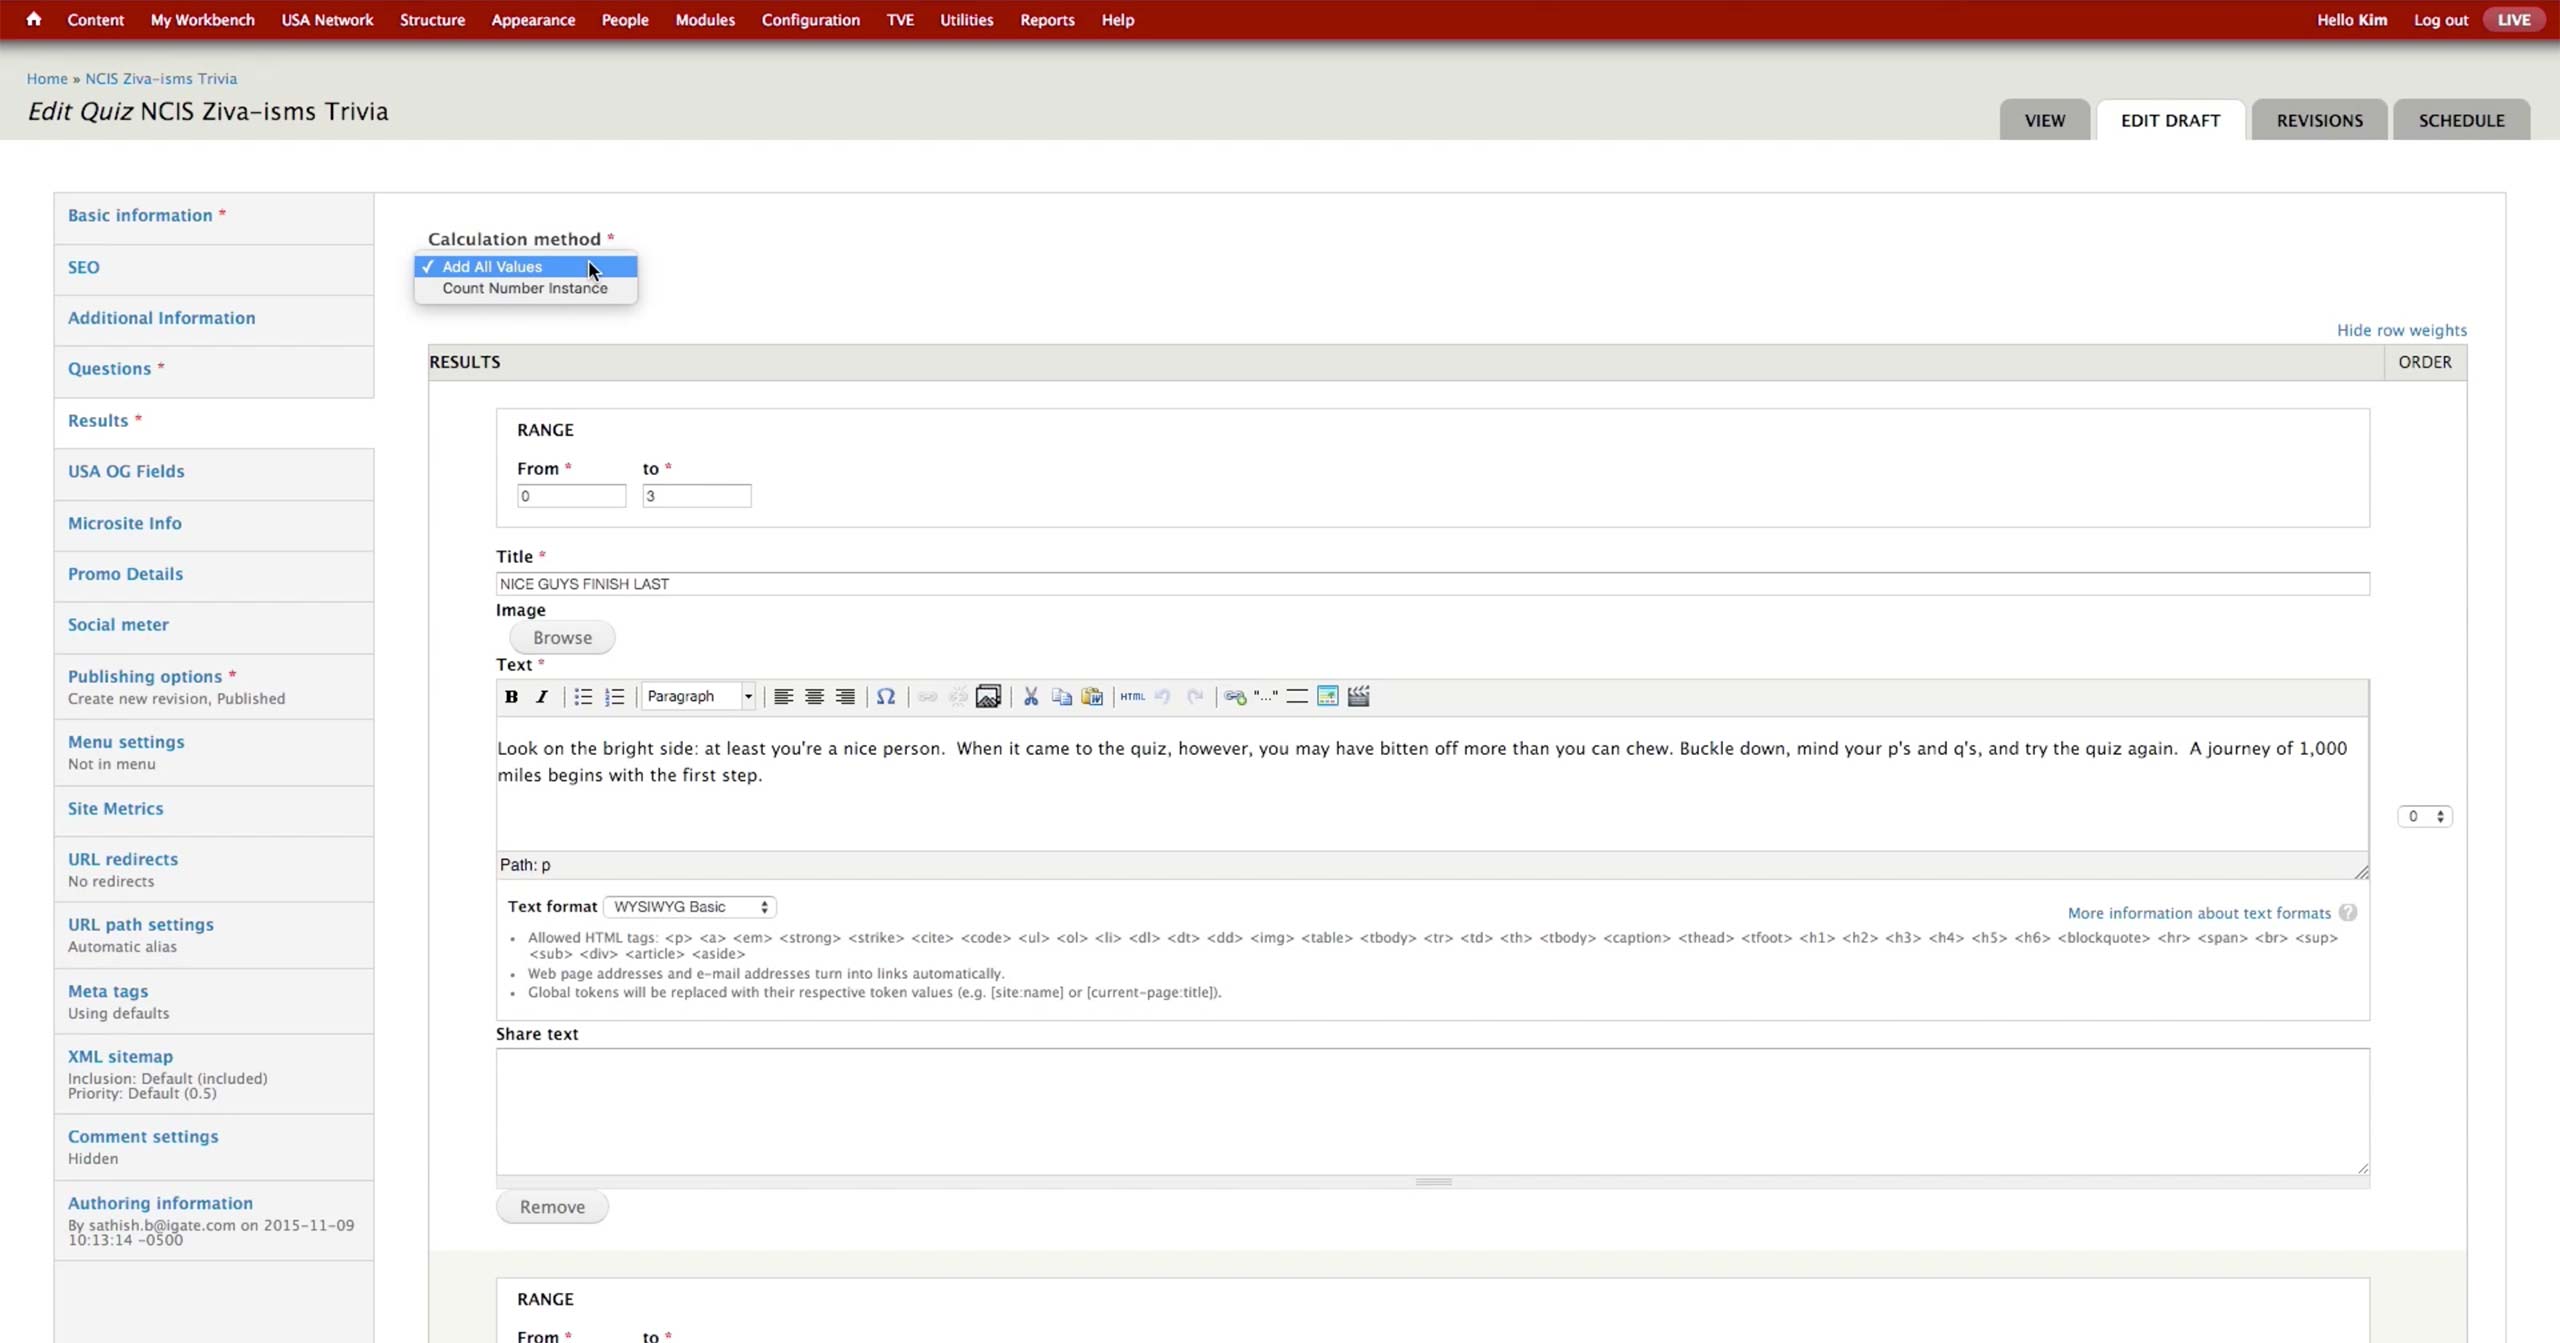 Content My Workbench USA Network Structure Appearance People Modules Configuration TVE Utilities Reports Help Hello Kim Log out LIVE
Home » NCIS Ziva-isms Trivia
Edit Quiz NCIS Ziva-isms Trivia
VIEW EDIT DRAFT REVISIONS SCHEDULE
Basic information *
SEO
Additional Information
Questions *
Results *
USA OG Fields
Microsite Info
Promo Details
Social meter
Publishing options *
Create new revision, Published
Menu settings
Not in menu
Site Metrics
URL redirects
No redirects
URL path settings
Automatic alias
Meta tags
Using defaults
XML sitemap
Inclusion: Default (included)
Priority: Default (0.5)
Comment settings
Hidden
Authoring information
By sathish.b@igate.com on 2015-11-09
10:13:14 -0500
Calculation method *
✓ Add All Values
Count Number Instance
Hide row weights
RESULTS ORDER
RANGE
From * to *
0 3
Title *
NICE GUYS FINISH LAST
Image
Browse
Text *
B I Paragraph Ω HTML "..."
Look on the bright side: at least you're a nice person.  When it came to the quiz, however, you may have bitten off more than you can chew. Buckle down, mind your p's and q's, and try the quiz again.  A journey of 1,000
miles begins with the first step.
0
Path: p
Text format WYSIWYG Basic
More information about text formats ?
• Allowed HTML tags: <p> <a> <em> <strong> <strike> <cite> <code> <ul> <ol> <li> <dl> <dt> <dd> <img> <table> <tbody> <tr> <td> <th> <tbody> <caption> <thead> <tfoot> <h1> <h2> <h3> <h4> <h5> <h6> <blockquote> <hr> <span> <br> <sup>
<sub> <div> <article> <aside>
• Web page addresses and e-mail addresses turn into links automatically.
• Global tokens will be replaced with their respective token values (e.g. [site:name] or [current-page:title]).
Share text
Remove
RANGE
From * to *